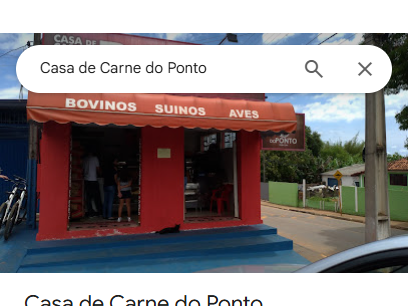 CASA DE
Casa de Carne do Ponto
BOVINOS SUINOS AVES
do PONTO
Casa de Carne do Ponto